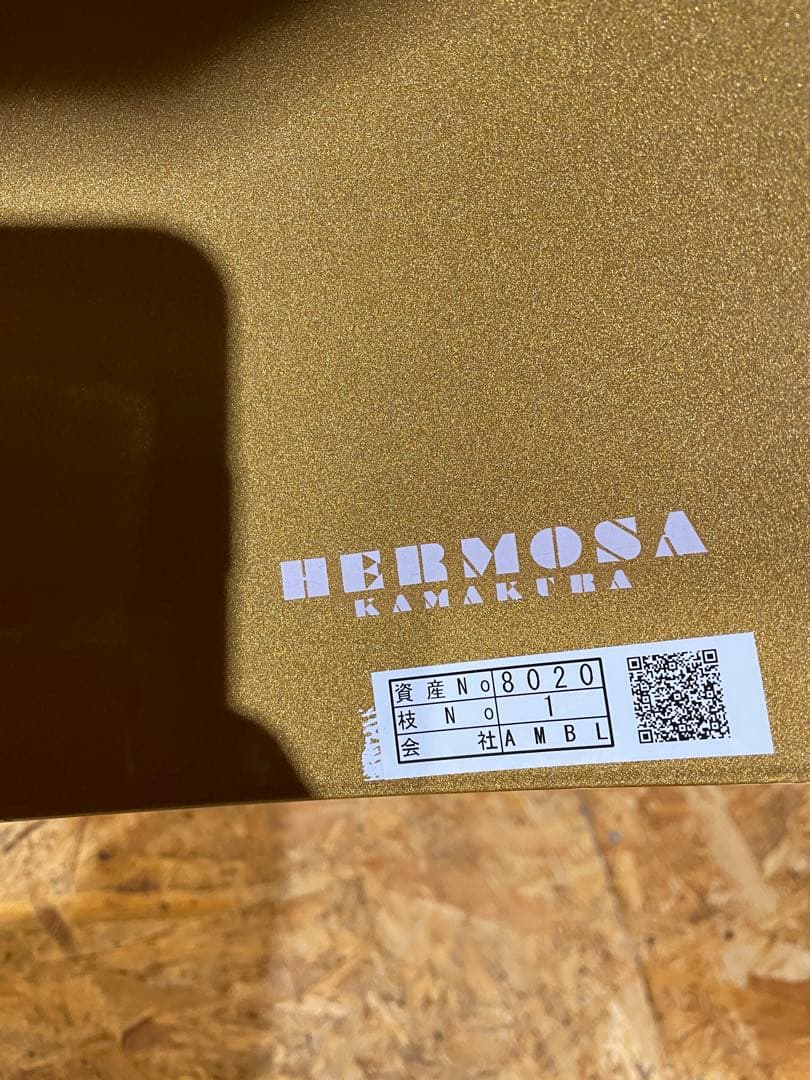 HERMOSA
KAMAKURA
資産No 8020
枝No 1
会社 AMBL